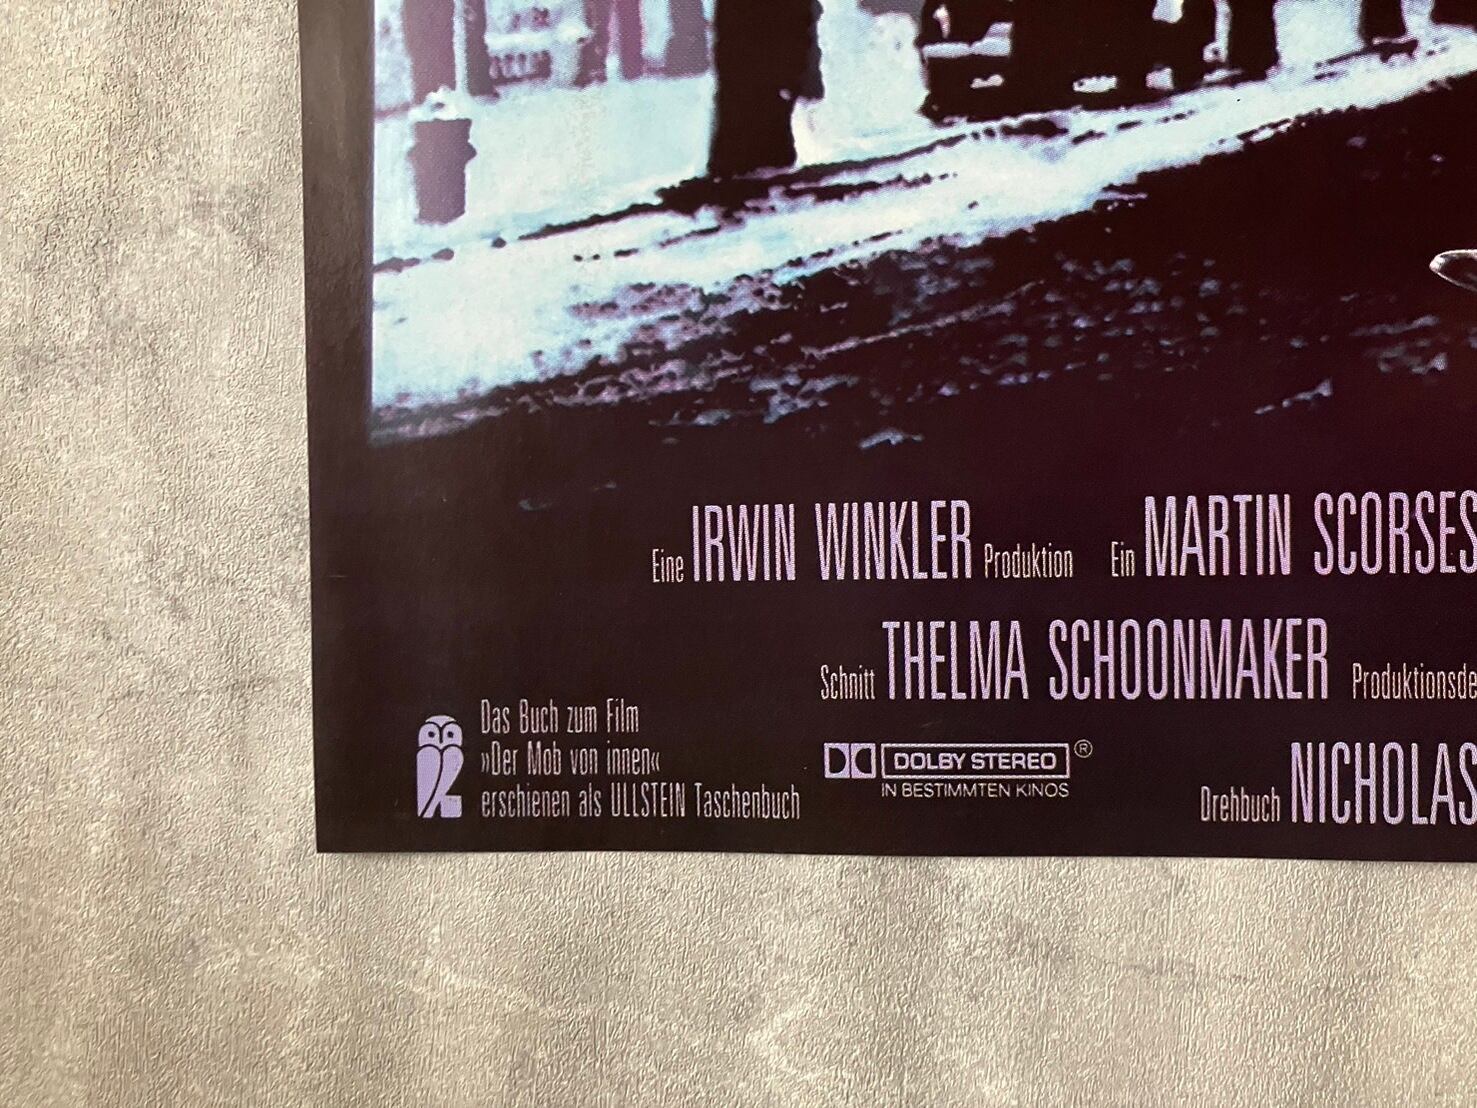 Eine IRWIN WINKLER Produktion Ein MARTIN SCORSES
Schnitt THELMA SCHOONMAKER Produktionsde
Das Buch zum Film
»Der Mob von innen«
erschienen als ULLSTEIN Taschenbuch
DOLBY STEREO ®
IN BESTIMMTEN KINOS
Drehbuch NICHOLAS